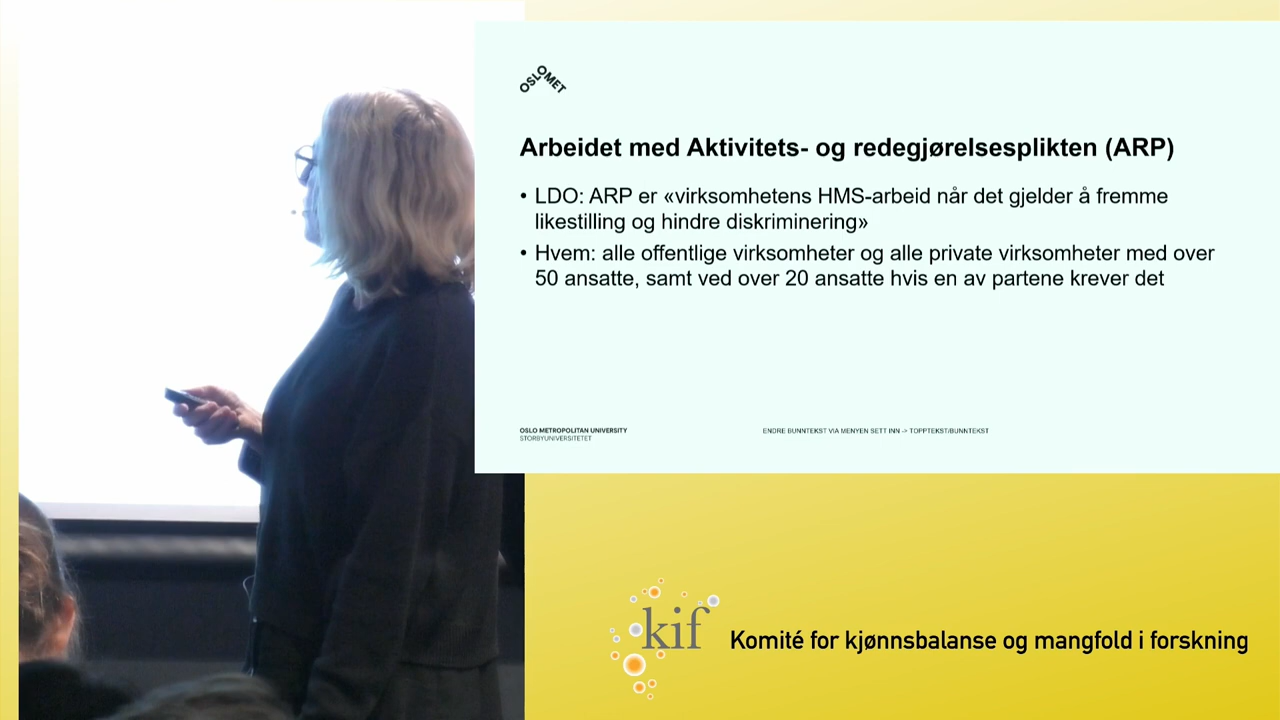 OSLOMET
Arbeidet med Aktivitets- og redegjørelsesplikten (ARP)
• LDO: ARP er «virksomhetens HMS-arbeid når det gjelder å fremme
likestilling og hindre diskriminering»
• Hvem: alle offentlige virksomheter og alle private virksomheter med over
50 ansatte, samt ved over 20 ansatte hvis en av partene krever det
OSLO METROPOLITAN UNIVERSITY
STORBYUNIVERSITETET
ENDRE BUNNTEKST VIA MENYEN SETT INN -> TOPPTEKST/BUNNTEKST
kif
Komité for kjønnsbalanse og mangfold i forskning